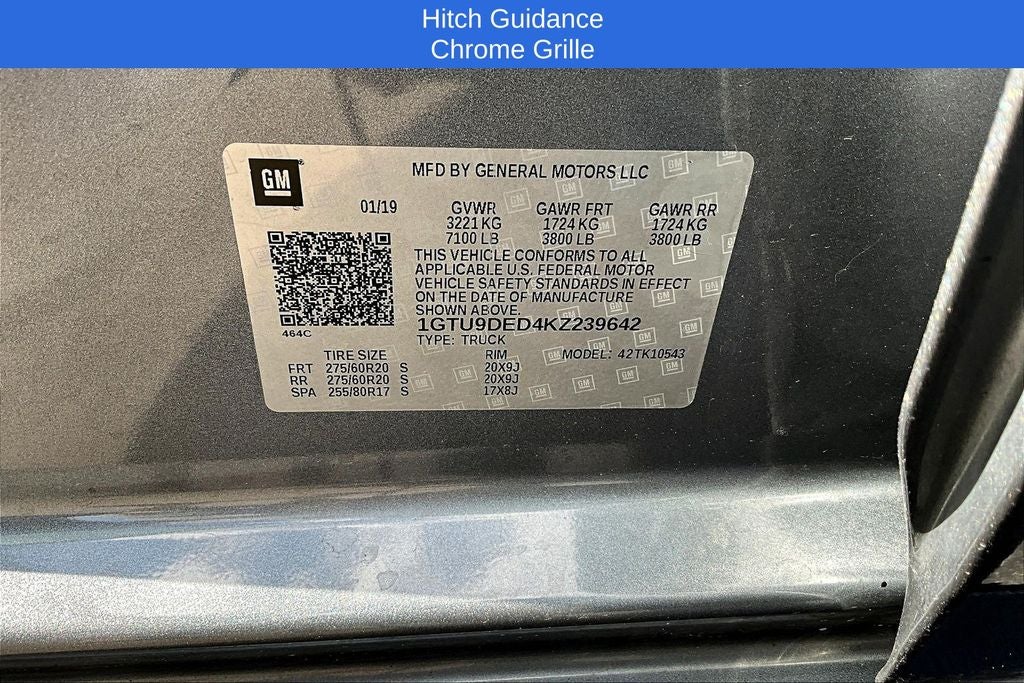 Hitch Guidance
Chrome Grille
GM
MFD BY GENERAL MOTORS LLC
01/19 GVWR GAWR FRT GAWR RR
3221 KG 1724 KG 1724 KG
7100 LB 3800 LB 3800 LB
THIS VEHICLE CONFORMS TO ALL
APPLICABLE U.S. FEDERAL MOTOR
VEHICLE SAFETY STANDARDS IN EFFECT
ON THE DATE OF MANUFACTURE
SHOWN ABOVE.
1GTU9DED4KZ239642
464C
TYPE: TRUCK
TIRE SIZE RIM MODEL: 42TK10543
FRT 275/60R20 S 20X9J
RR 275/60R20 S 20X9J
SPA 255/80R17 S 17X8J